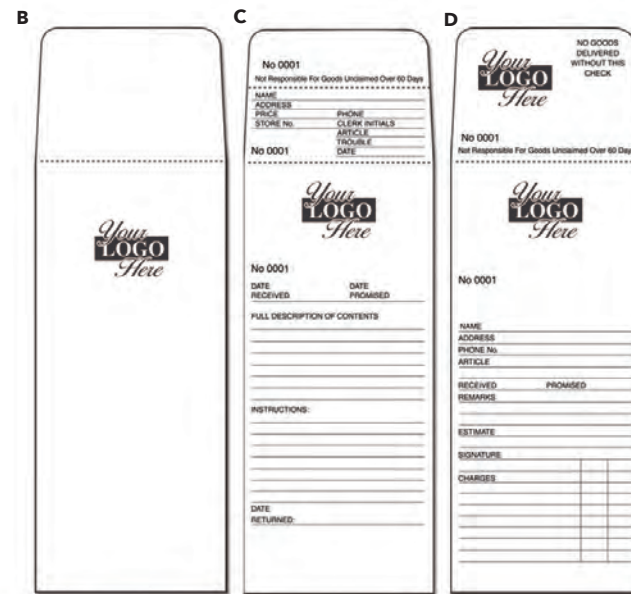 B
Your
LOGO
Here
C
No 0001
Not Responsible For Goods Unclaimed Over 60 Days
NAME
ADDRESS
PRICE PHONE
STORE No. CLERK INITIALS
ARTICLE
TROUBLE
No 0001 DATE
Your
LOGO
Here
No 0001
DATE DATE
RECEIVED PROMISED
FULL DESCRIPTION OF CONTENTS
INSTRUCTIONS:
DATE
RETURNED:
D
Your
LOGO
Here
NO GOODS
DELIVERED
WITHOUT THIS
CHECK
No 0001
Not Responsible For Goods Unclaimed Over 60 Days
Your
LOGO
Here
No 0001
NAME
ADDRESS
PHONE No.
ARTICLE
RECEIVED PROMISED
REMARKS
ESTIMATE
SIGNATURE
CHARGES